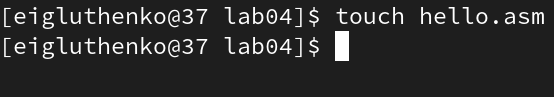 [eigluthenko@37 lab04]$ touch hello.asm
[eigluthenko@37 lab04]$